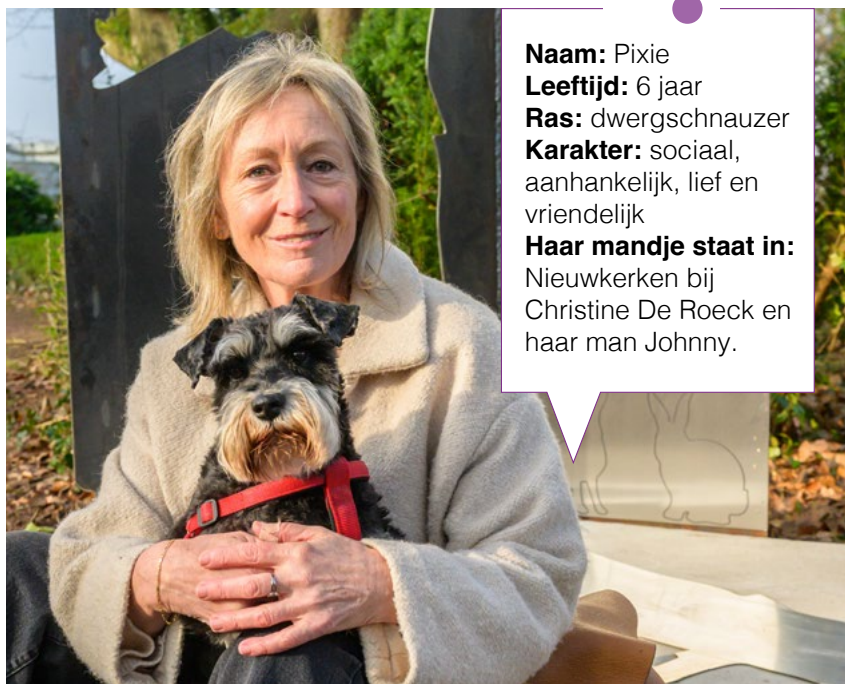 Naam: Pixie
Leeftijd: 6 jaar
Ras: dwergschnauzer
Karakter: sociaal,
aanhankelijk, lief en
vriendelijk
Haar mandje staat in:
Nieuwkerken bij
Christine De Roeck en
haar man Johnny.